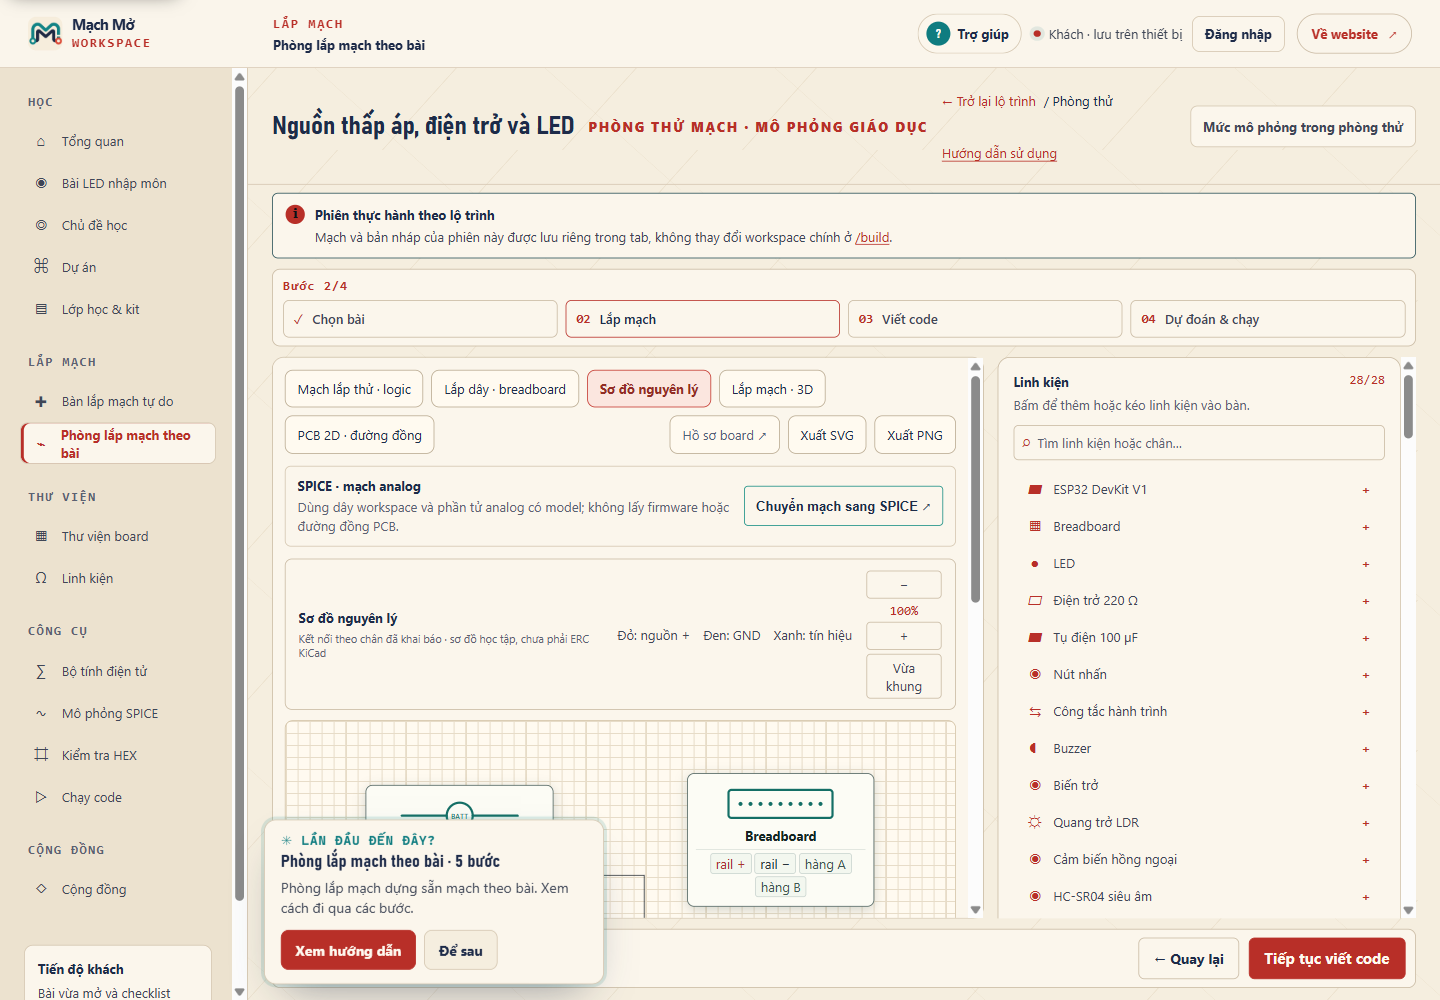 Mạch Mở
WORKSPACE
LẮP MẠCH
Phòng lắp mạch theo bài
? Trợ giúp
Khách · lưu trên thiết bị
Đăng nhập
Về website ↗
HỌC
Tổng quan
Bài LED nhập môn
Chủ đề học
Dự án
Lớp học & kit
LẮP MẠCH
Bàn lắp mạch tự do
Phòng lắp mạch theo
bài
THƯ VIỆN
Thư viện board
Linh kiện
CÔNG CỤ
Bộ tính điện tử
Mô phỏng SPICE
Kiểm tra HEX
Chạy code
CỘNG ĐỒNG
Cộng đồng
Tiến độ khách
Bài vừa mở và checklist
Nguồn thấp áp, điện trở và LED
PHÒNG THỬ MẠCH · MÔ PHỎNG GIÁO DỤC
← Trở lại lộ trình / Phòng thử
Hướng dẫn sử dụng
Mức mô phỏng trong phòng thử
Phiên thực hành theo lộ trình
Mạch và bản nháp của phiên này được lưu riêng trong tab, không thay đổi workspace chính ở /build.
Bước 2/4
✓ Chọn bài
02 Lắp mạch
03 Viết code
04 Dự đoán & chạy
Mạch lắp thử · logic
Lắp dây · breadboard
Sơ đồ nguyên lý
Lắp mạch · 3D
PCB 2D · đường đồng
Hồ sơ board ↗
Xuất SVG
Xuất PNG
SPICE · mạch analog
Dùng dây workspace và phần tử analog có model; không lấy firmware hoặc
đường đồng PCB.
Chuyển mạch sang SPICE ↗
Sơ đồ nguyên lý
Kết nối theo chân đã khai báo · sơ đồ học tập, chưa phải ERC
KiCad
Đỏ: nguồn +
Đen: GND
Xanh: tín hiệu
−
100%
+
Vừa
khung
BATT
Breadboard
rail +
rail −
hàng A
hàng B
✳ LẦN ĐẦU ĐẾN ĐÂY?
Phòng lắp mạch theo bài · 5 bước
Phòng lắp mạch dựng sẵn mạch theo bài. Xem
cách đi qua các bước.
Xem hướng dẫn
Để sau
Linh kiện
28/28
Bấm để thêm hoặc kéo linh kiện vào bàn.
Tìm linh kiện hoặc chân...
ESP32 DevKit V1 +
Breadboard +
LED +
Điện trở 220 Ω +
Tụ điện 100 µF +
Nút nhấn +
Công tắc hành trình +
Buzzer +
Biến trở +
Quang trở LDR +
Cảm biến hồng ngoại +
HC-SR04 siêu âm +
← Quay lại
Tiếp tục viết code